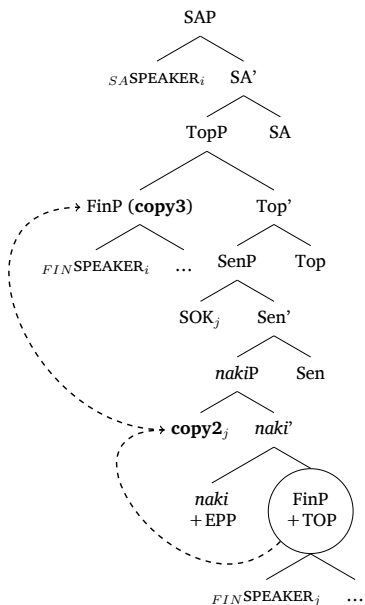 SAP
SASPEAKERi SA'
TopP SA
FinP (copy3) Top'
FINSPEAKERi ... SenP Top
SOKj Sen'
nakiP Sen
copy2j naki'
naki FinP
+EPP +TOP
FINSPEAKERj ...